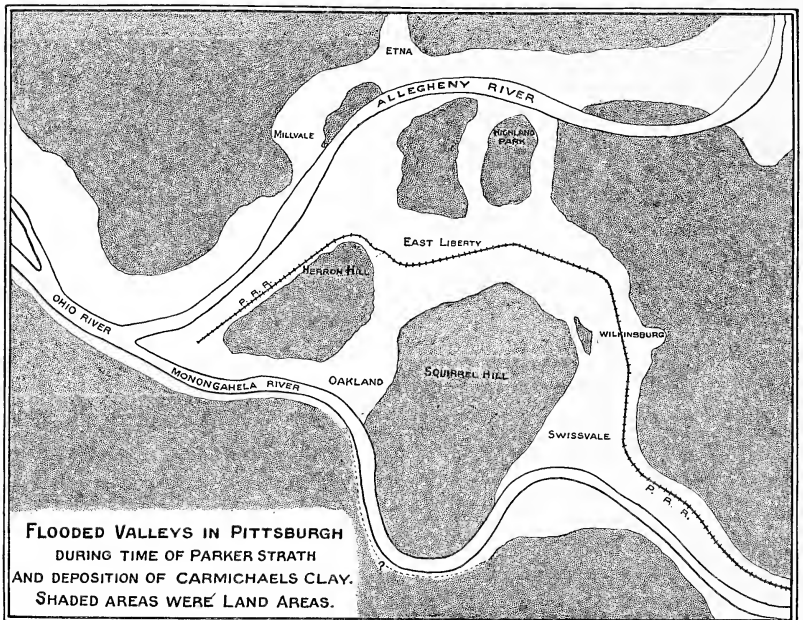 ETNA
ALLEGHENY RIVER
MILLVALE
HIGHLAND
PARK
EAST LIBERTY
HERRON HILL
P. R. R.
OHIO RIVER
WILKINSBURG
MONONGAHELA RIVER
OAKLAND
SQUIRREL HILL
SWISSVALE
P. R. R.
?
FLOODED VALLEYS IN PITTSBURGH
DURING TIME OF PARKER STRATH
AND DEPOSITION OF CARMICHAELS CLAY.
SHADED AREAS WERE LAND AREAS.